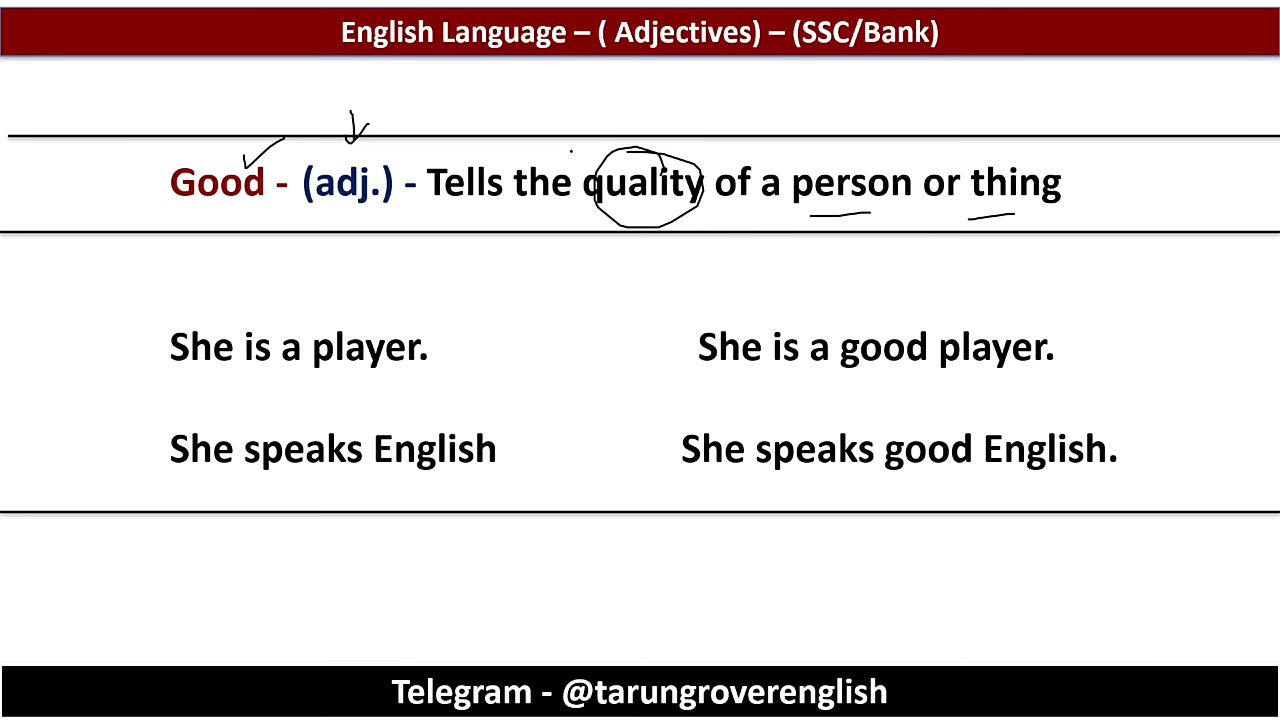 English Language – ( Adjectives) – (SSC/Bank)
Good - (adj.) - Tells the quality of a person or thing
She is a player. She is a good player.
She speaks English She speaks good English.
Telegram - @tarungroverenglish